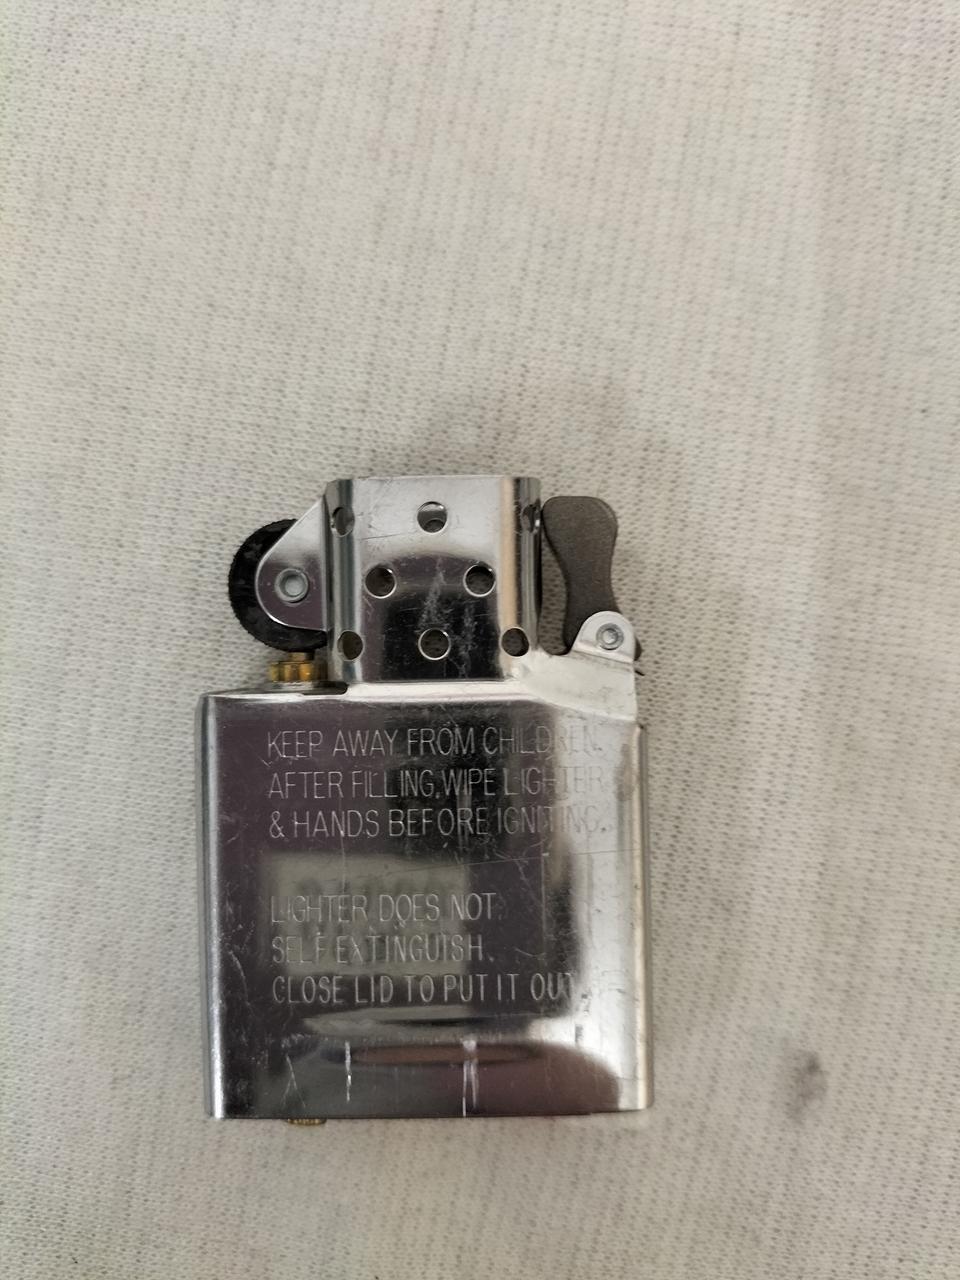 KEEP AWAY FROM CHILDREN.
AFTER FILLING, WIPE LIGHTER
& HANDS BEFORE IGNITING.
LIGHTER DOES NOT
SELF EXTINGUISH.
CLOSE LID TO PUT IT OUT.